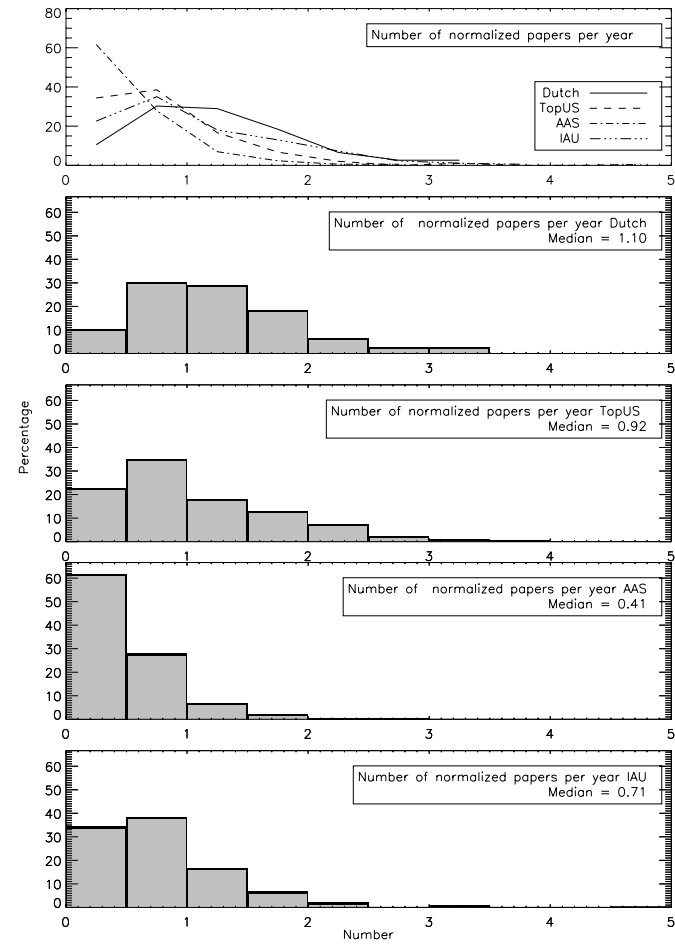 80
60
40
20
0
Number of normalized papers per year
Dutch
TopUS
AAS
IAU
0 1 2 3 4 5
60
50
40
30
20
10
0
Number of normalized papers per year Dutch
Median = 1.10
0 1 2 3 4 5
Percentage
60
50
40
30
20
10
0
Number of normalized papers per year TopUS
Median = 0.92
0 1 2 3 4 5
60
50
40
30
20
10
0
Number of normalized papers per year AAS
Median = 0.41
0 1 2 3 4 5
60
50
40
30
20
10
0
Number of normalized papers per year IAU
Median = 0.71
0 1 2 3 4 5
Number